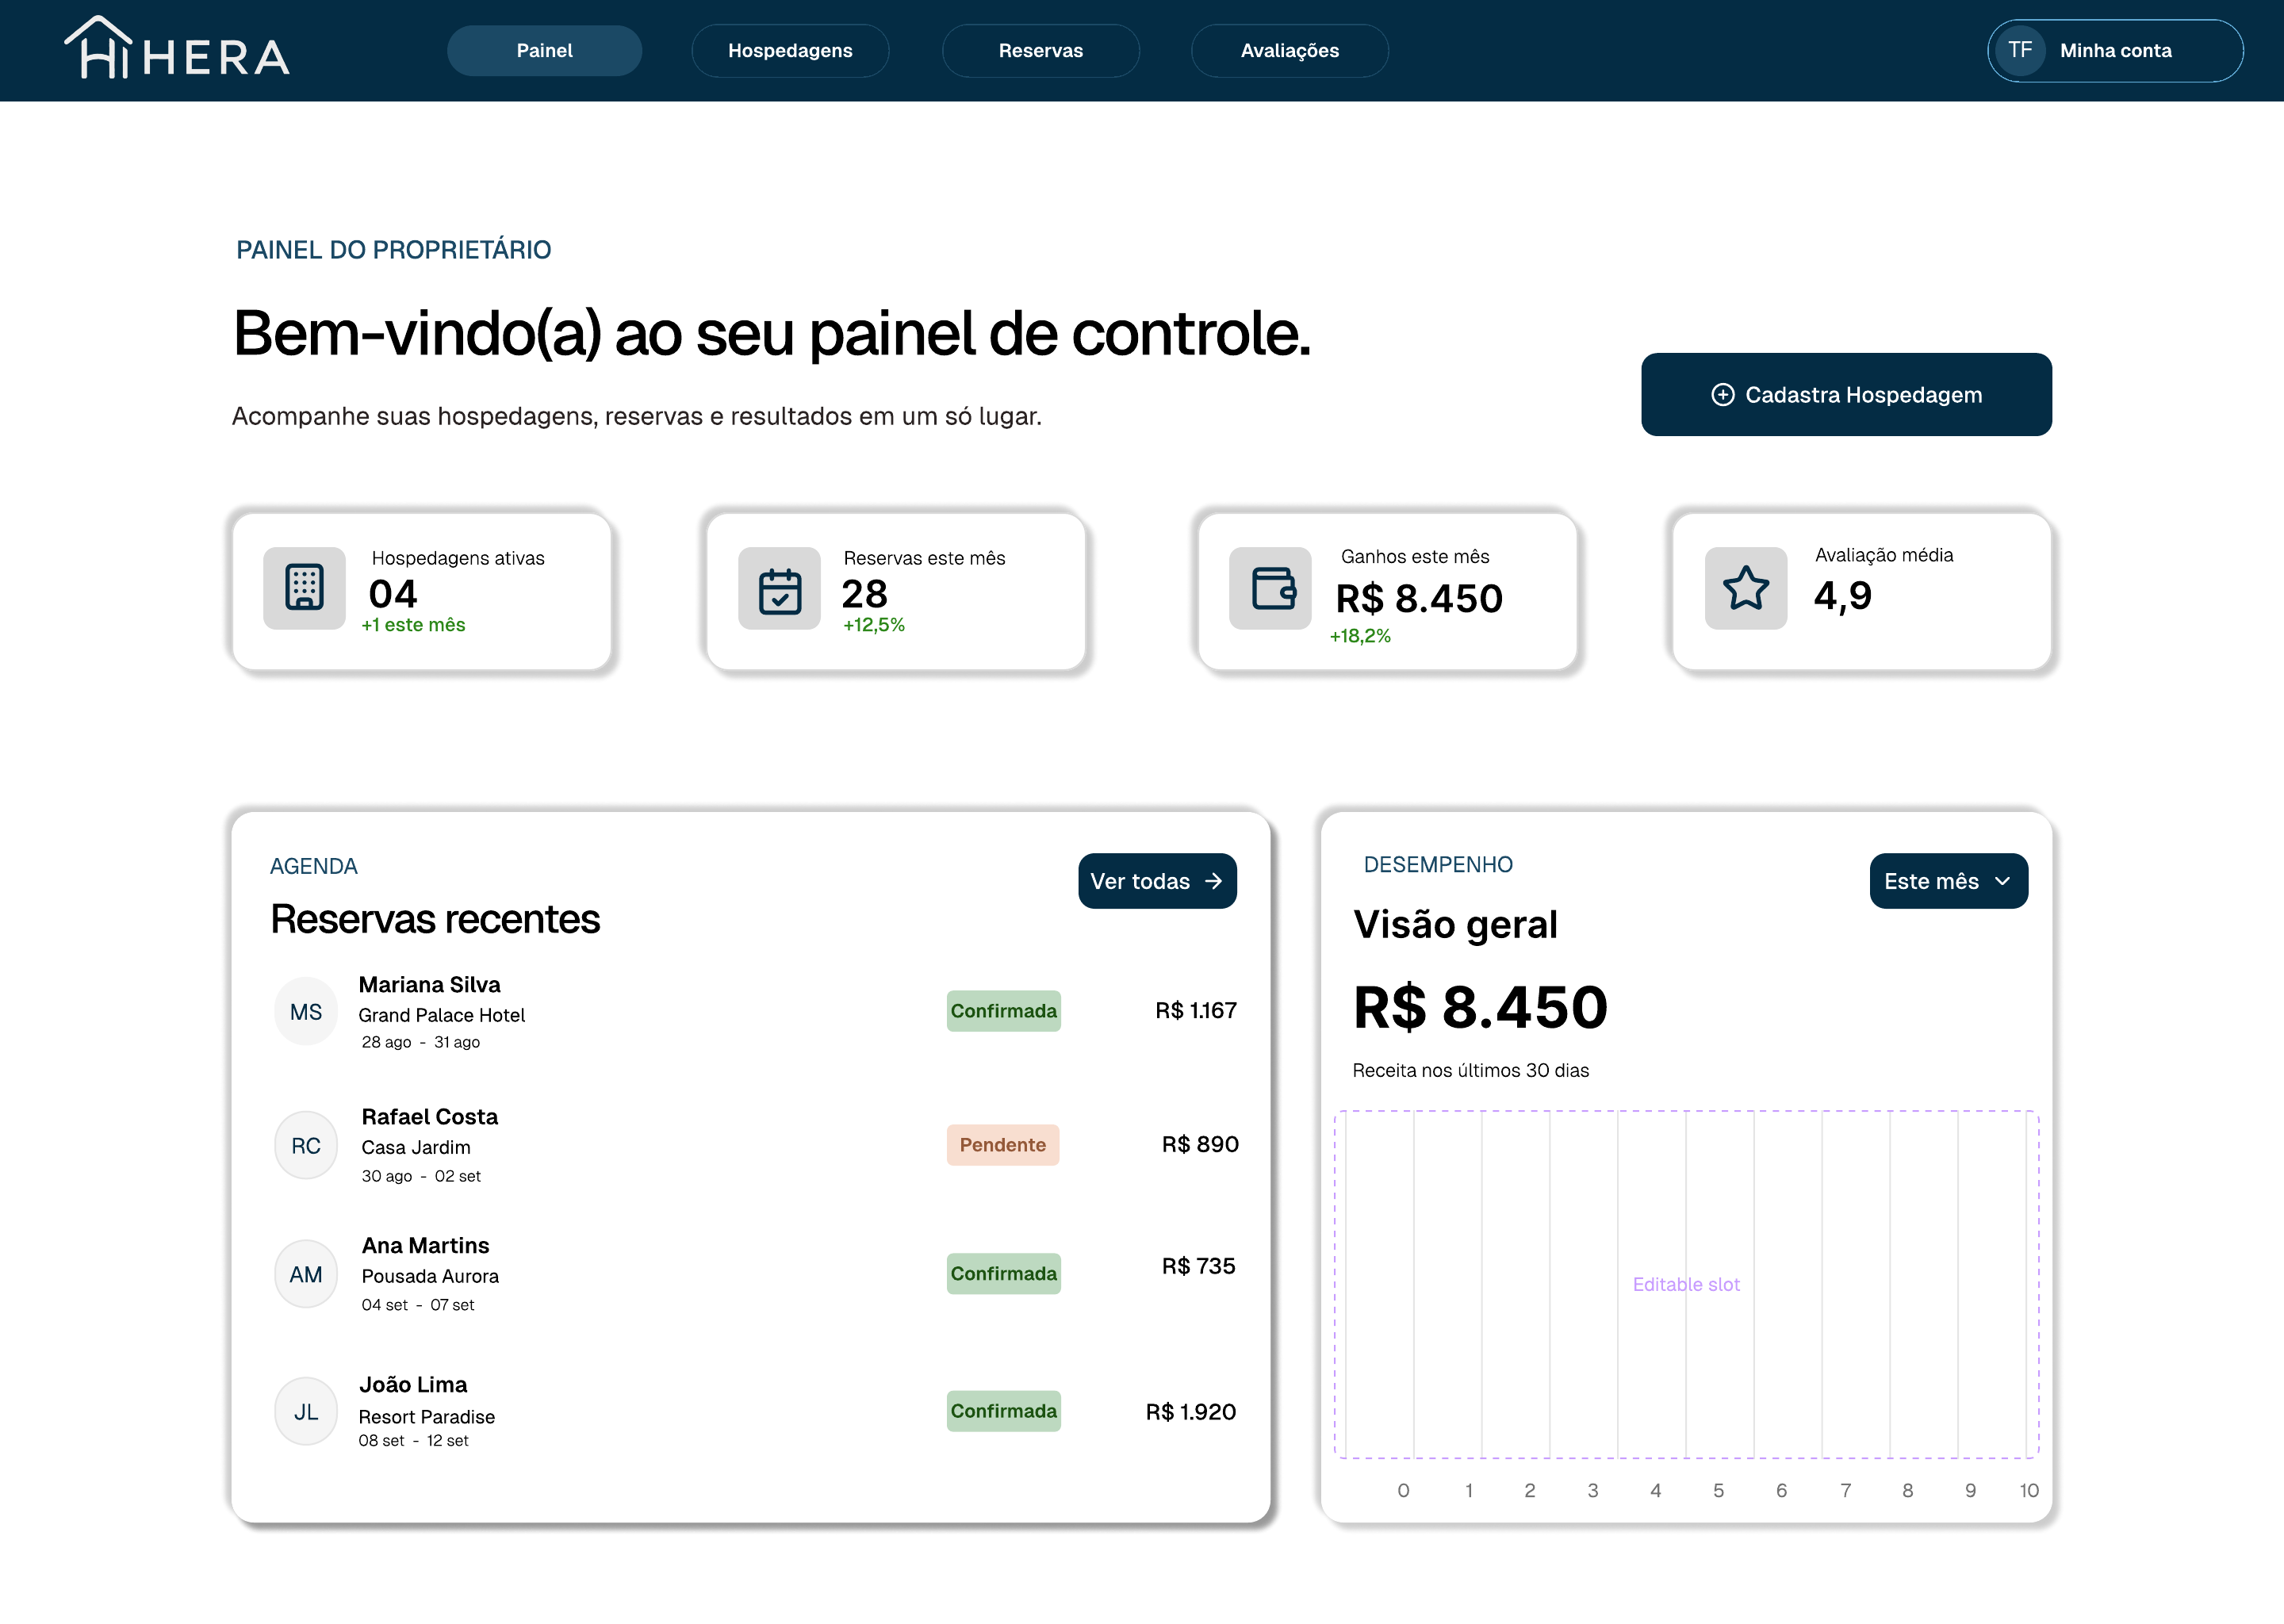 HI HERA
Painel
Hospedagens
Reservas
Avaliações
TF
Minha conta
PAINEL DO PROPRIETÁRIO
Bem-vindo(a) ao seu painel de controle.
Acompanhe suas hospedagens, reservas e resultados em um só lugar.
Cadastra Hospedagem
Hospedagens ativas
04
+1 este mês
Reservas este mês
28
+12,5%
Ganhos este mês
R$ 8.450
+18,2%
Avaliação média
4,9
AGENDA
Ver todas
Reservas recentes
MS
Mariana Silva
Grand Palace Hotel
28 ago - 31 ago
Confirmada
R$ 1.167
RC
Rafael Costa
Casa Jardim
30 ago - 02 set
Pendente
R$ 890
AM
Ana Martins
Pousada Aurora
04 set - 07 set
Confirmada
R$ 735
JL
João Lima
Resort Paradise
08 set - 12 set
Confirmada
R$ 1.920
DESEMPENHO
Este mês
Visão geral
R$ 8.450
Receita nos últimos 30 dias
Editable slot
0 1 2 3 4 5 6 7 8 9 10